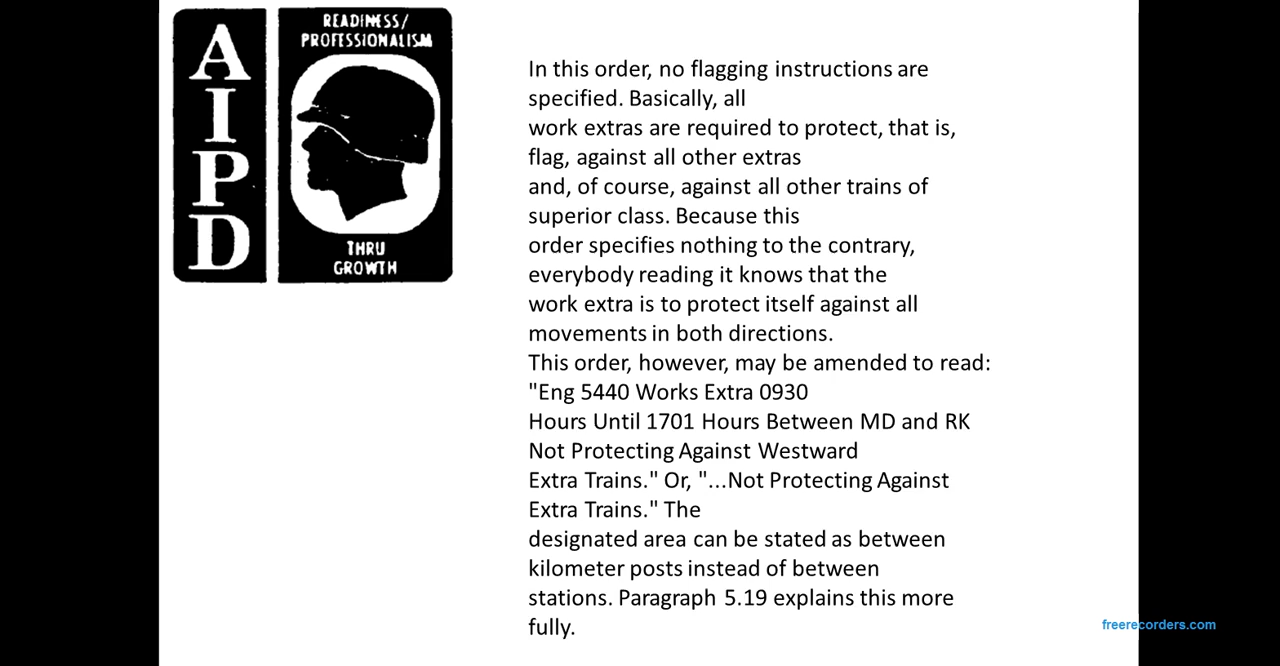 A
I
P
D
READINESS/
PROFESSIONALISM
THRU
GROWTH
In this order, no flagging instructions are
specified. Basically, all
work extras are required to protect, that is,
flag, against all other extras
and, of course, against all other trains of
superior class. Because this
order specifies nothing to the contrary,
everybody reading it knows that the
work extra is to protect itself against all
movements in both directions.
This order, however, may be amended to read:
"Eng 5440 Works Extra 0930
Hours Until 1701 Hours Between MD and RK
Not Protecting Against Westward
Extra Trains." Or, "...Not Protecting Against
Extra Trains." The
designated area can be stated as between
kilometer posts instead of between
stations. Paragraph 5.19 explains this more
fully.
freerecorders.com